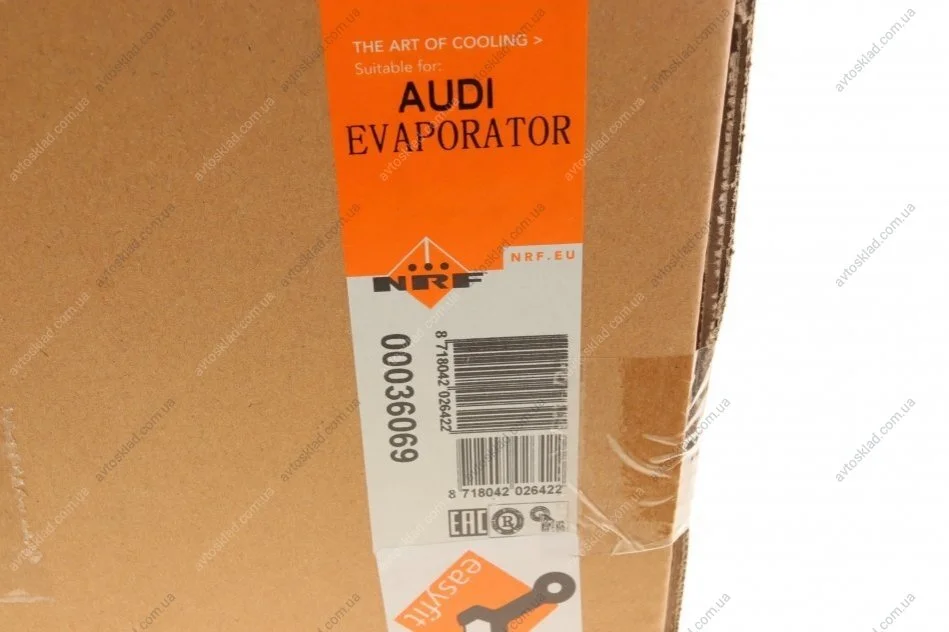 THE ART OF COOLING >
Suitable for:
AUDI
EVAPORATOR
NRF.EU
NRF
00036069
8 718042 026422
8 718042 026422
EAC
R
easyfit
avtosklad.com.ua